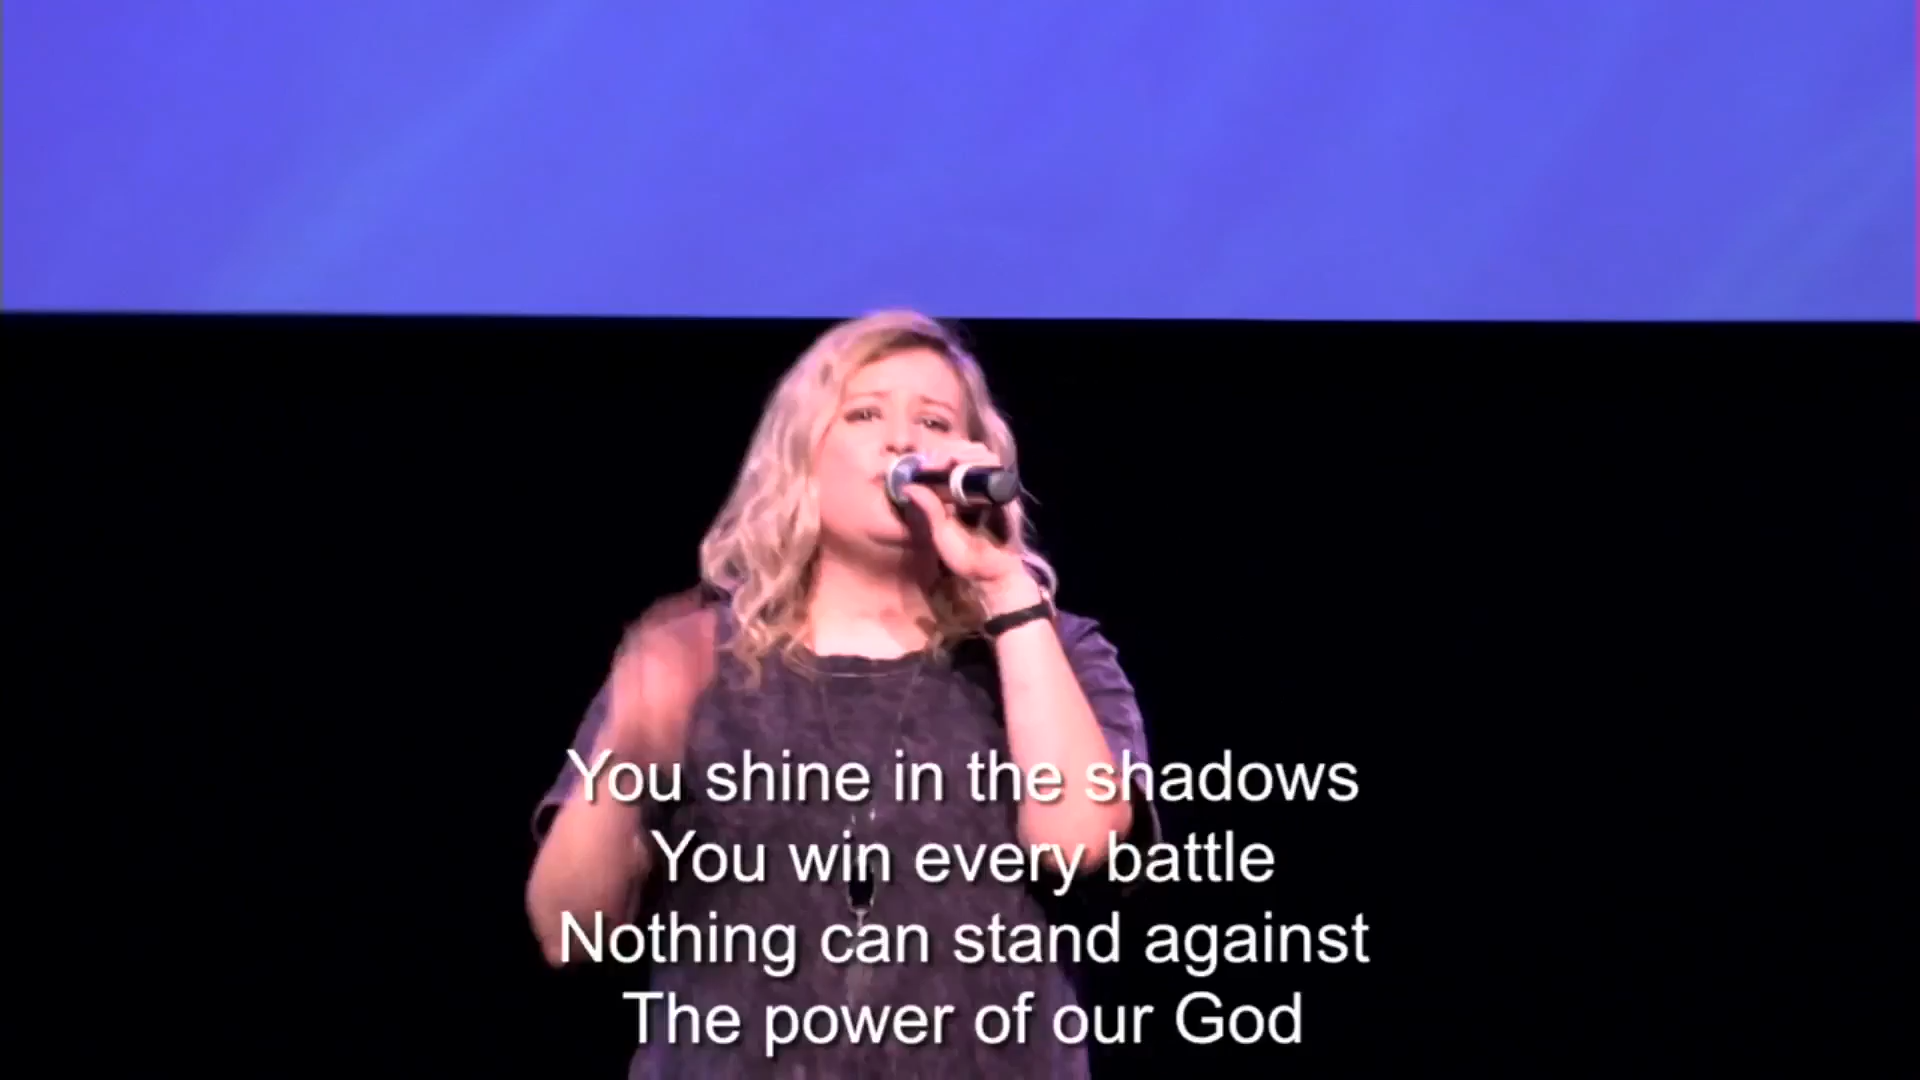 You shine in the shadows
You win every battle
Nothing can stand against
The power of our God